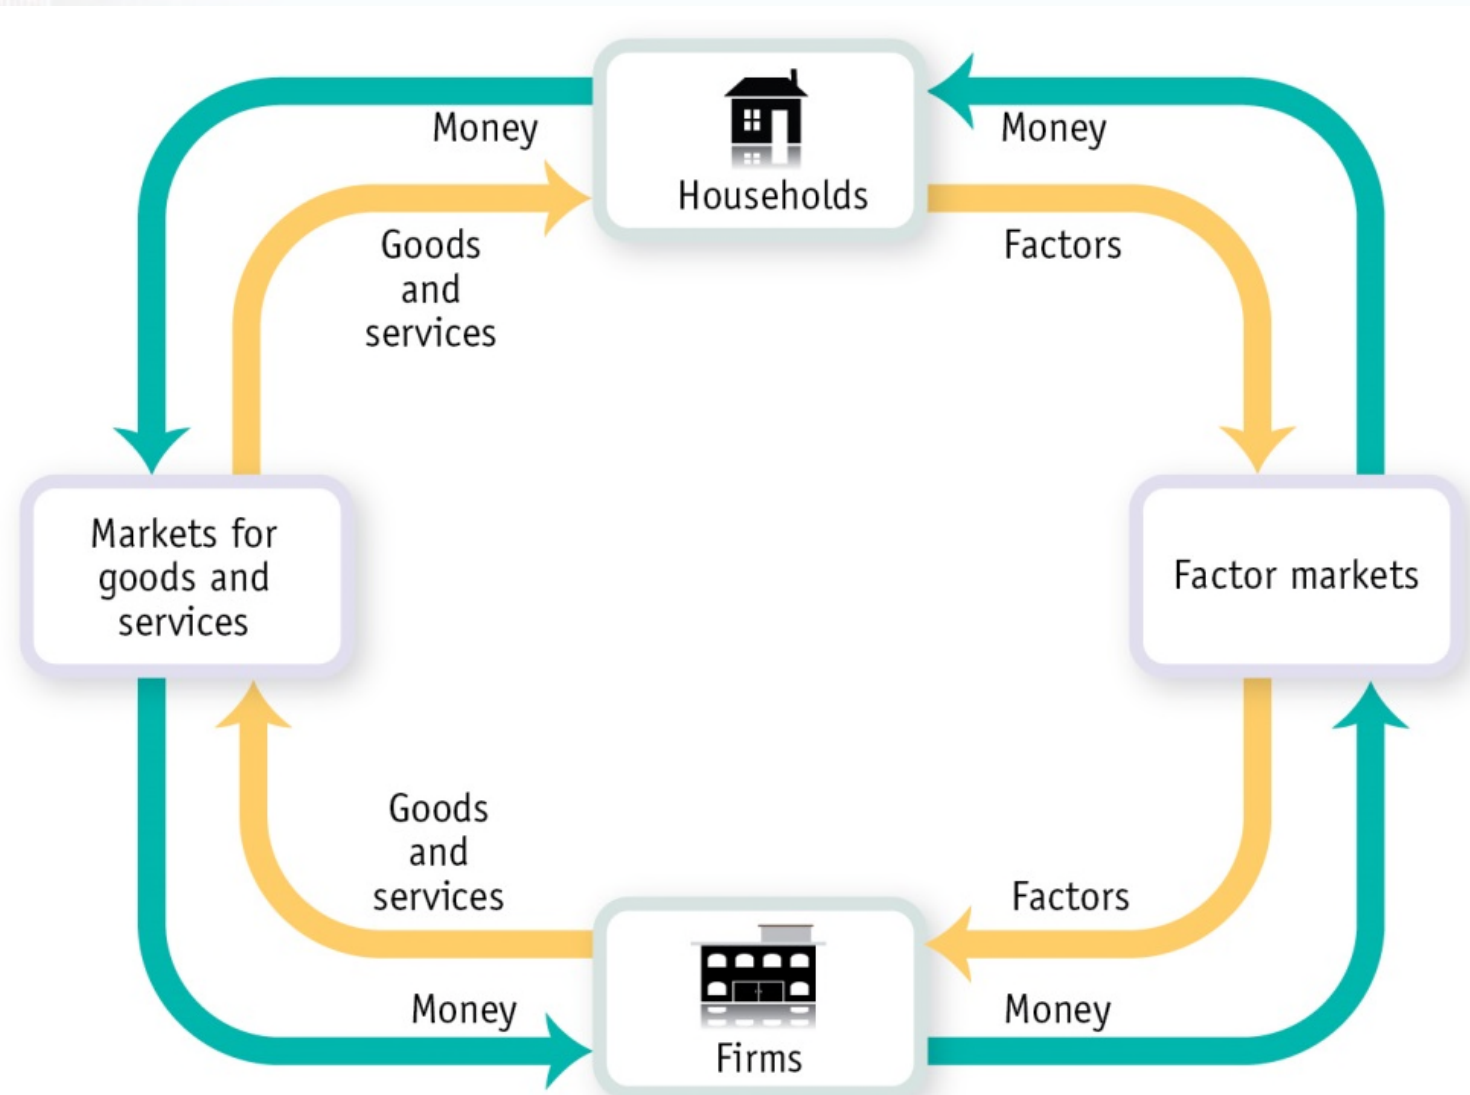 Households
Money
Money
Goods
and
services
Factors
Markets for
goods and
services
Factor markets
Goods
and
services
Factors
Money
Money
Firms